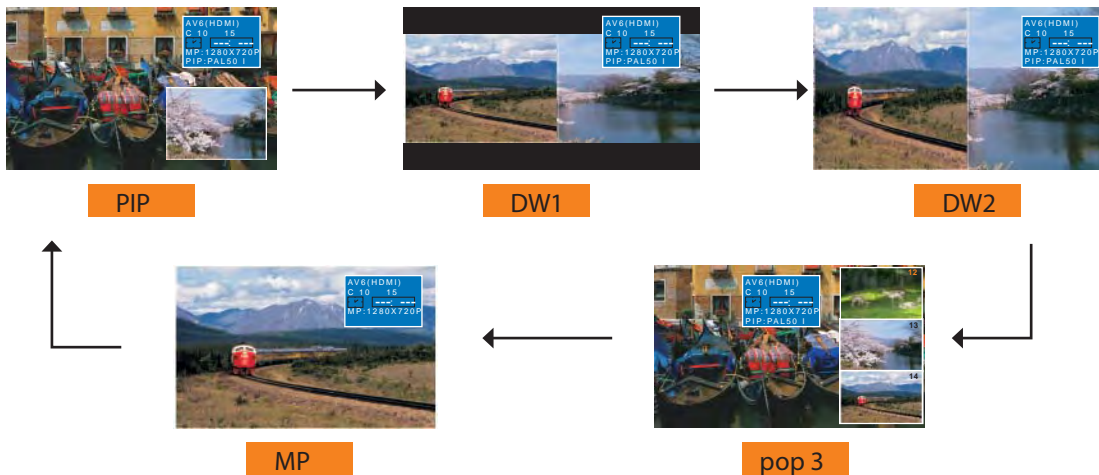 AV6(HDMI)
C 10 15
---:---
MP:1280X720P
PIP:PAL50 I
PIP
AV6(HDMI)
C 10 15
---:---
MP:1280X720P
PIP:PAL50 I
DW1
AV6(HDMI)
C 10 15
---:---
MP:1280X720P
PIP:PAL50 I
DW2
AV6(HDMI)
C 10 15
---:---
MP:1280X720P
MP
AV6(HDMI)
C 10 15
---:---
MP:1280X720P
PIP:PAL50 I
12
13
14
pop 3